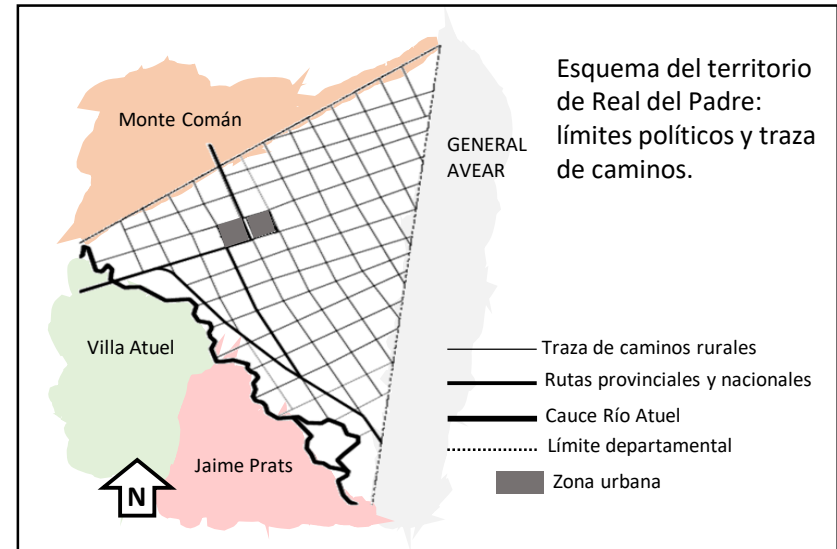 Esquema del territorio
de Real del Padre:
límites políticos y traza
de caminos.
Monte Común
GENERAL
AVEAR
Villa Atuel
Jaime Prats
N
Traza de caminos rurales
Rutas provinciales y nacionales
Cauce Río Atuel
Límite departamental
Zona urbana